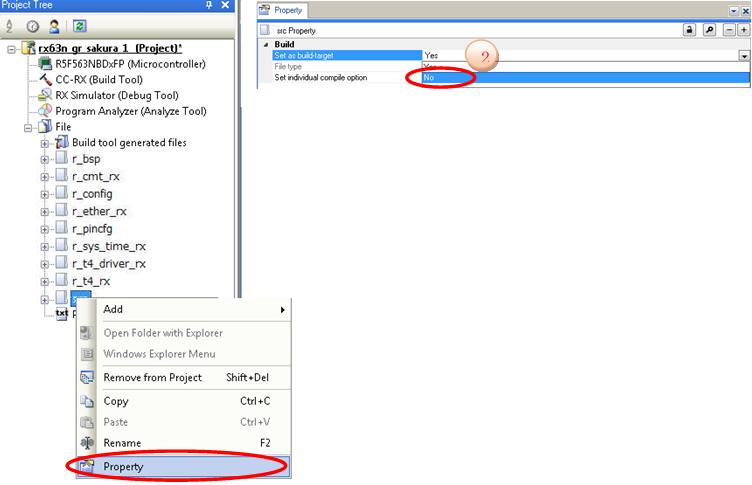 Project Tree
rx63n_gr_sakura_1 (Project)*
R5F563NBDxFP (Microcontroller)
CC-RX (Build Tool)
RX Simulator (Debug Tool)
Program Analyzer (Analyze Tool)
File
Build tool generated files
r_bsp
r_cmt_rx
r_config
r_ether_rx
r_pincfg
r_sys_time_rx
r_t4_driver_rx
r_t4_rx
txt
Add
Open Folder with Explorer
Windows Explorer Menu
Remove from Project Shift+Del
Copy Ctrl+C
Paste Ctrl+V
Rename F2
Property
Property
src Property
Build
Set as build-target Yes
2
File type Yes
Set individual compile option No